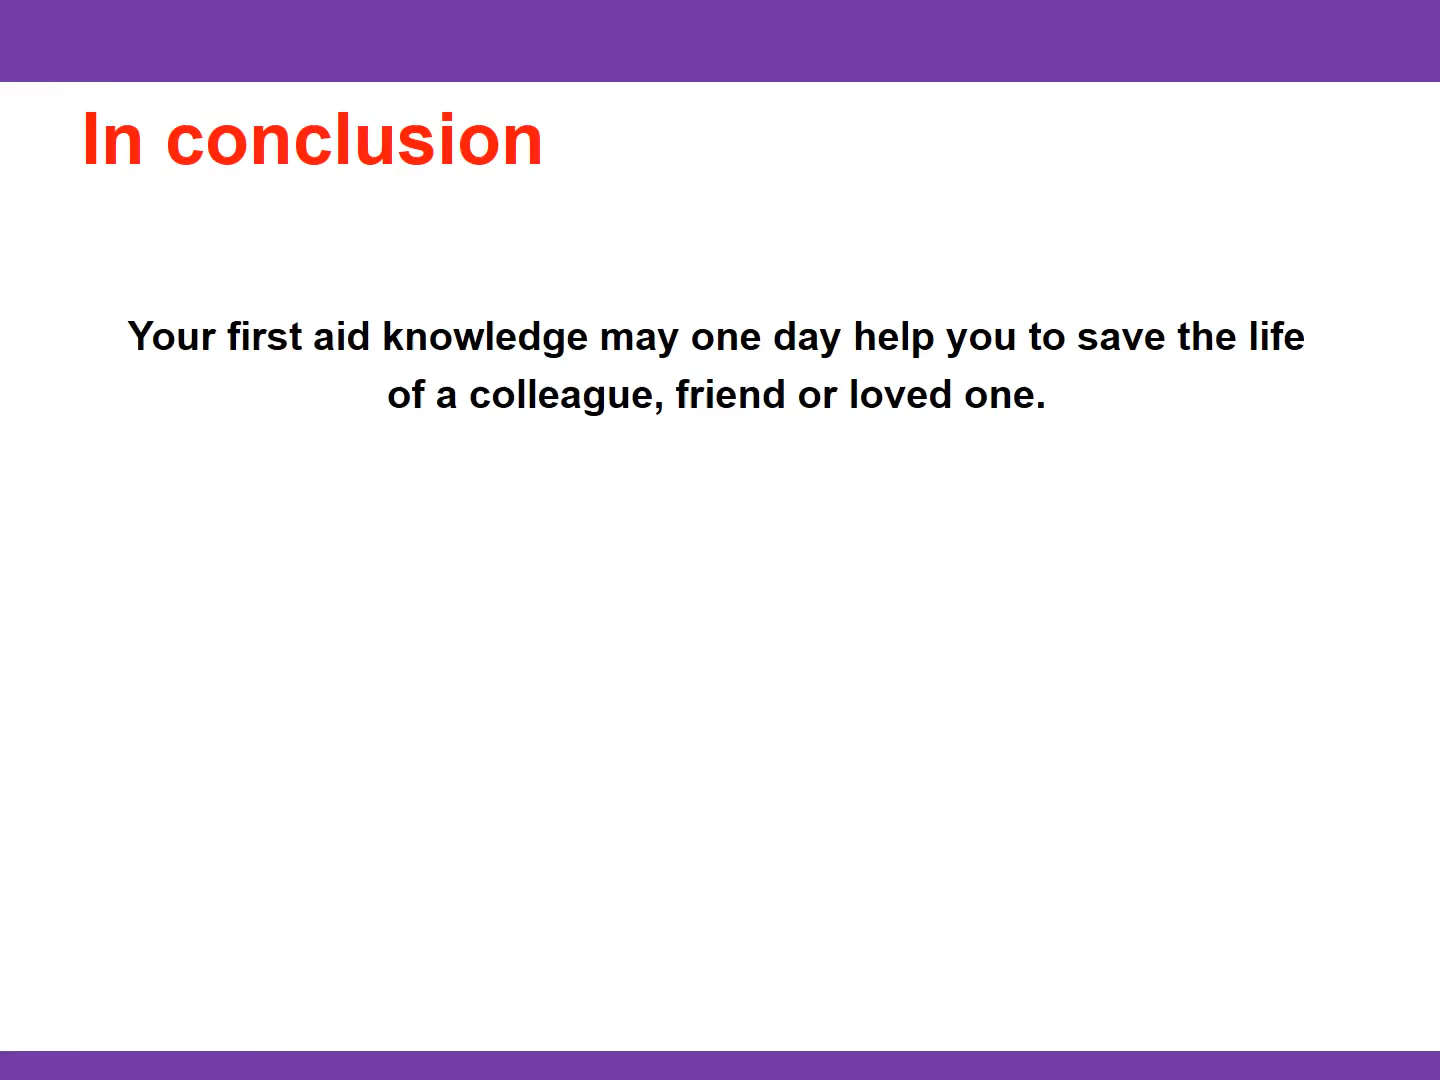 In conclusion
Your first aid knowledge may one day help you to save the life
of a colleague, friend or loved one.